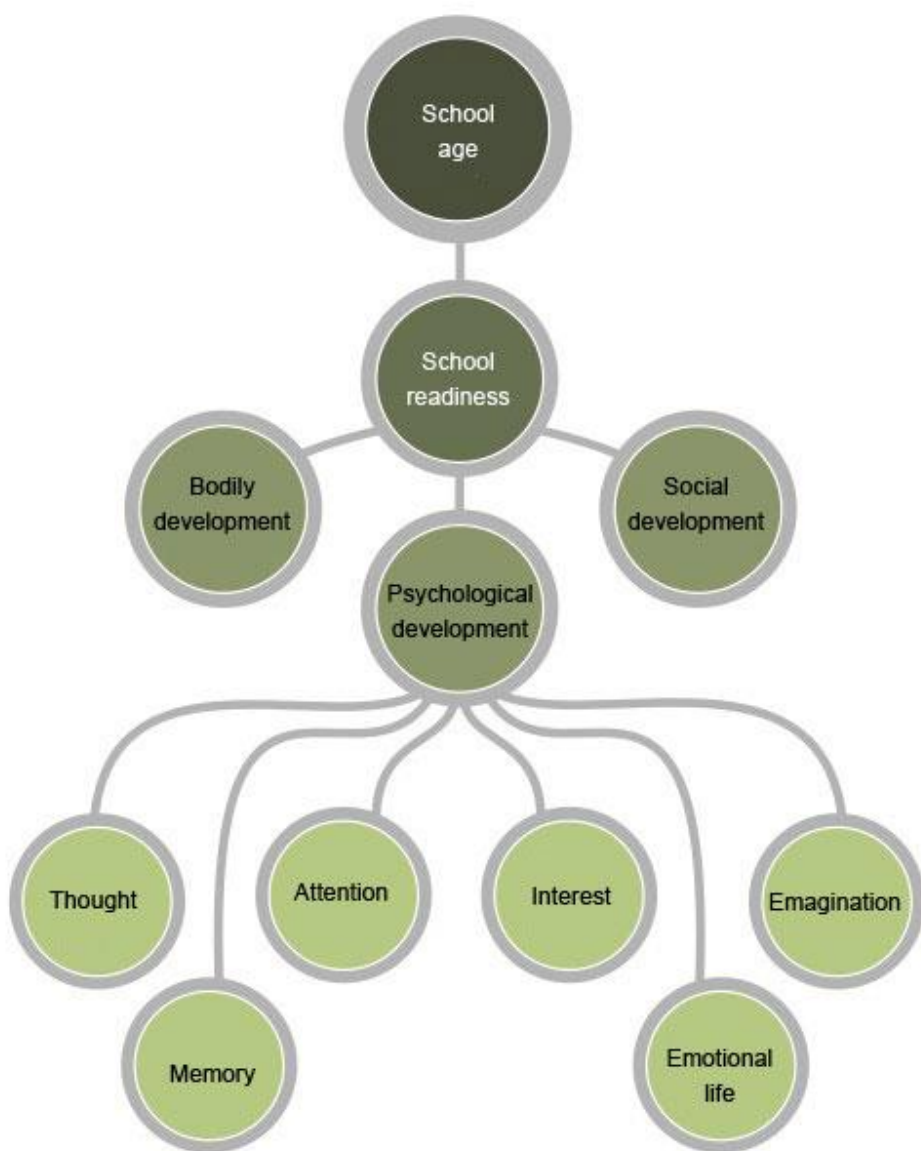 School
age
School
readiness
Bodily
development
Social
development
Psychological
development
Thought
Attention
Interest
Emagination
Memory
Emotional
life